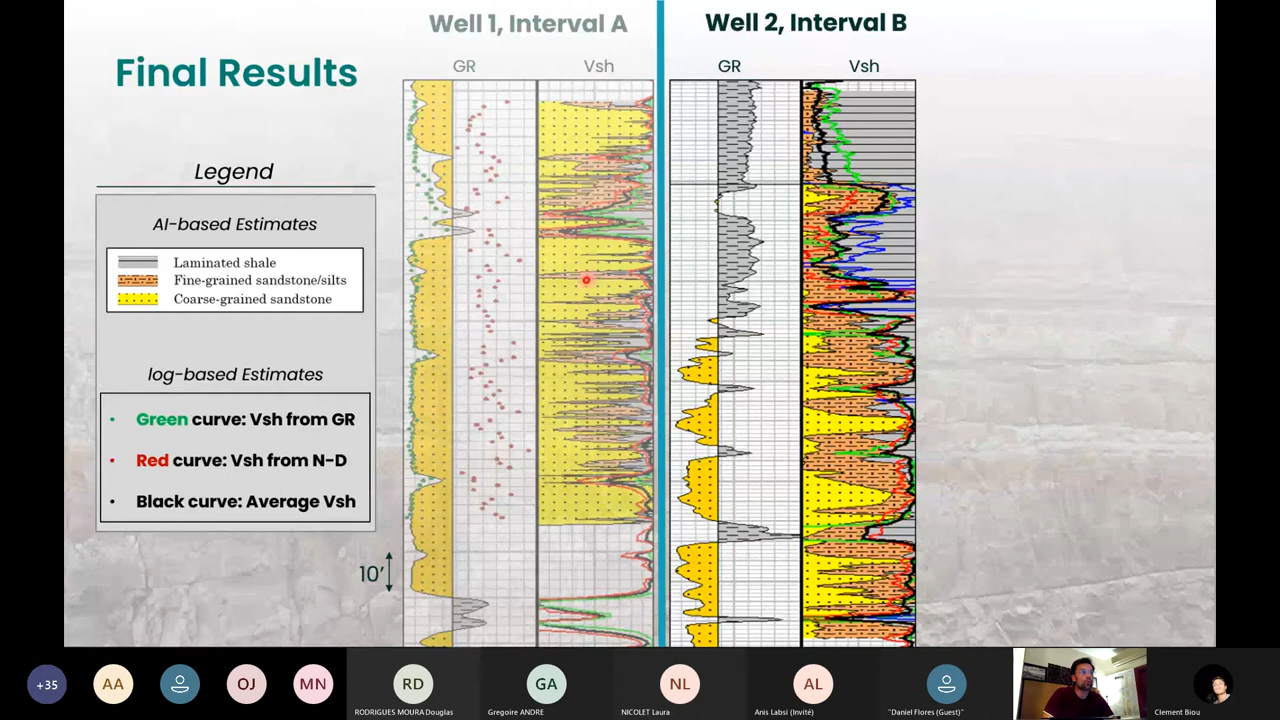 Well 1, Interval A
Well 2, Interval B
Final Results
GR
Vsh
GR
Vsh
Legend
AI-based Estimates
Laminated shale
Fine-grained sandstone/silts
Coarse-grained sandstone
log-based Estimates
• Green curve: Vsh from GR
• Red curve: Vsh from N-D
• Black curve: Average Vsh
10’
+35
AA
OJ
MN
RD
GA
NL
AL
RODRIGUES MOURA Douglas
Gregoire ANDRE
NICOLET Laura
Anis Labsi (Invité)
"Daniel Flores (Guest)"
Clement Biou